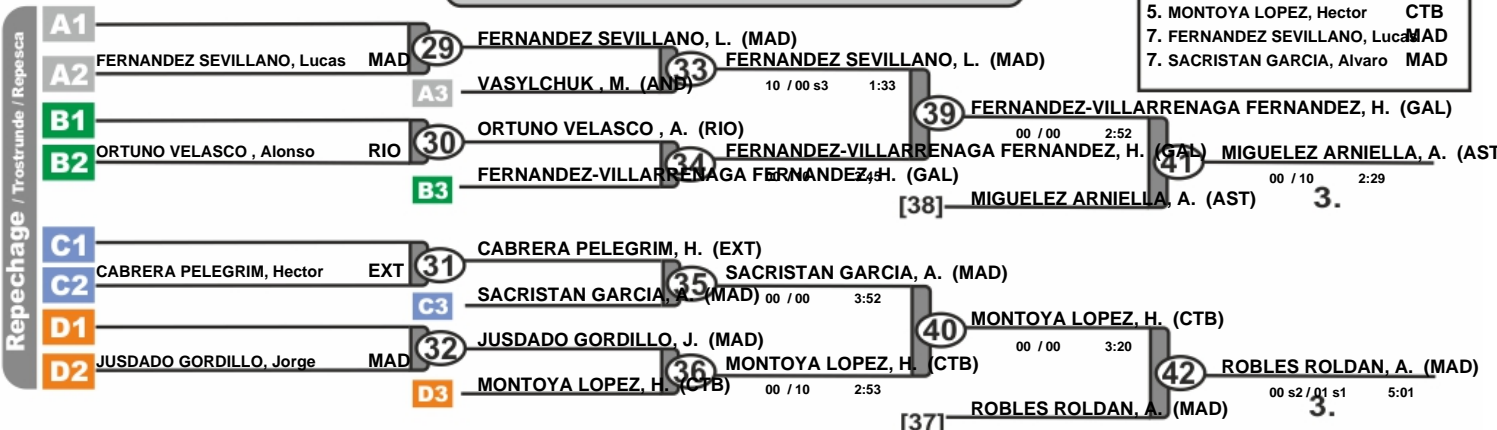 5. MONTOYA LOPEZ, Hector CTB
7. FERNANDEZ SEVILLANO, Lucas MAD
7. SACRISTAN GARCIA, Alvaro MAD
Repechage / Trostrunde / Repesca
A1
FERNANDEZ SEVILLANO, Lucas MAD
A2
29
FERNANDEZ SEVILLANO, L. (MAD)
A3
VASYLCHUK , M. (AND)
33
FERNANDEZ SEVILLANO, L. (MAD)
10 / 00 s3 1:33
B1
ORTUNO VELASCO , Alonso RIO
B2
30
ORTUNO VELASCO , A. (RIO)
B3
FERNANDEZ-VILLARRENAGA FERNANDEZ, H. (GAL)
34
FERNANDEZ-VILLARRENAGA FERNANDEZ, H. (GAL)
39
FERNANDEZ-VILLARRENAGA FERNANDEZ, H. (GAL)
00 / 00 2:52
[38]
MIGUELEZ ARNIELLA, A. (AST)
41
MIGUELEZ ARNIELLA, A. (AST
00 / 10 2:29
3.
C1
CABRERA PELEGRIM, Hector EXT
C2
31
CABRERA PELEGRIM, H. (EXT)
C3
SACRISTAN GARCIA, A. (MAD)
35
SACRISTAN GARCIA, A. (MAD)
00 / 00 3:52
D1
JUSDADO GORDILLO, Jorge MAD
D2
32
JUSDADO GORDILLO, J. (MAD)
D3
MONTOYA LOPEZ, H. (CTB)
36
MONTOYA LOPEZ, H. (CTB)
00 / 10 2:53
40
MONTOYA LOPEZ, H. (CTB)
00 / 00 3:20
[37]
ROBLES ROLDAN, A. (MAD)
42
ROBLES ROLDAN, A. (MAD)
00 s2 / 01 s1 5:01
3.